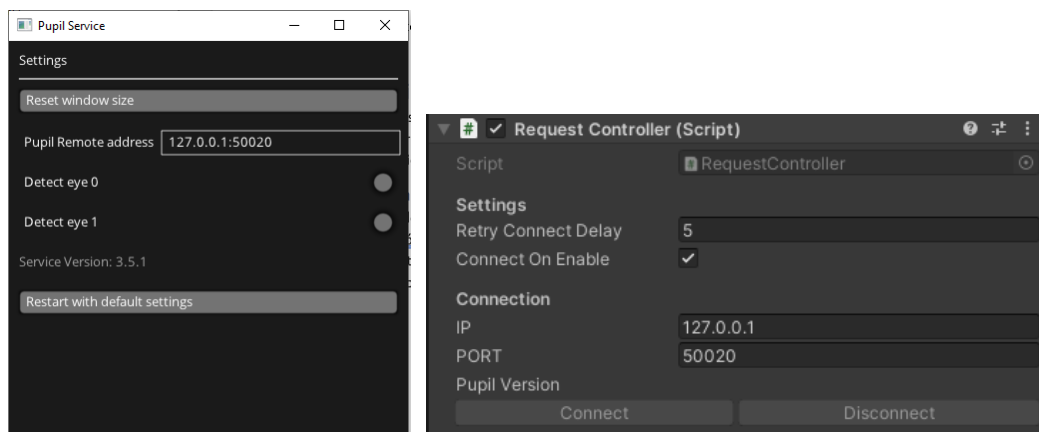 Pupil Service
Settings
Reset window size
Pupil Remote address 127.0.0.1:50020
Detect eye 0
Detect eye 1
Service Version: 3.5.1
Restart with default settings
# Request Controller (Script)
Script # RequestController
Settings
Retry Connect Delay 5
Connect On Enable
Connection
IP 127.0.0.1
PORT 50020
Pupil Version
Connect Disconnect